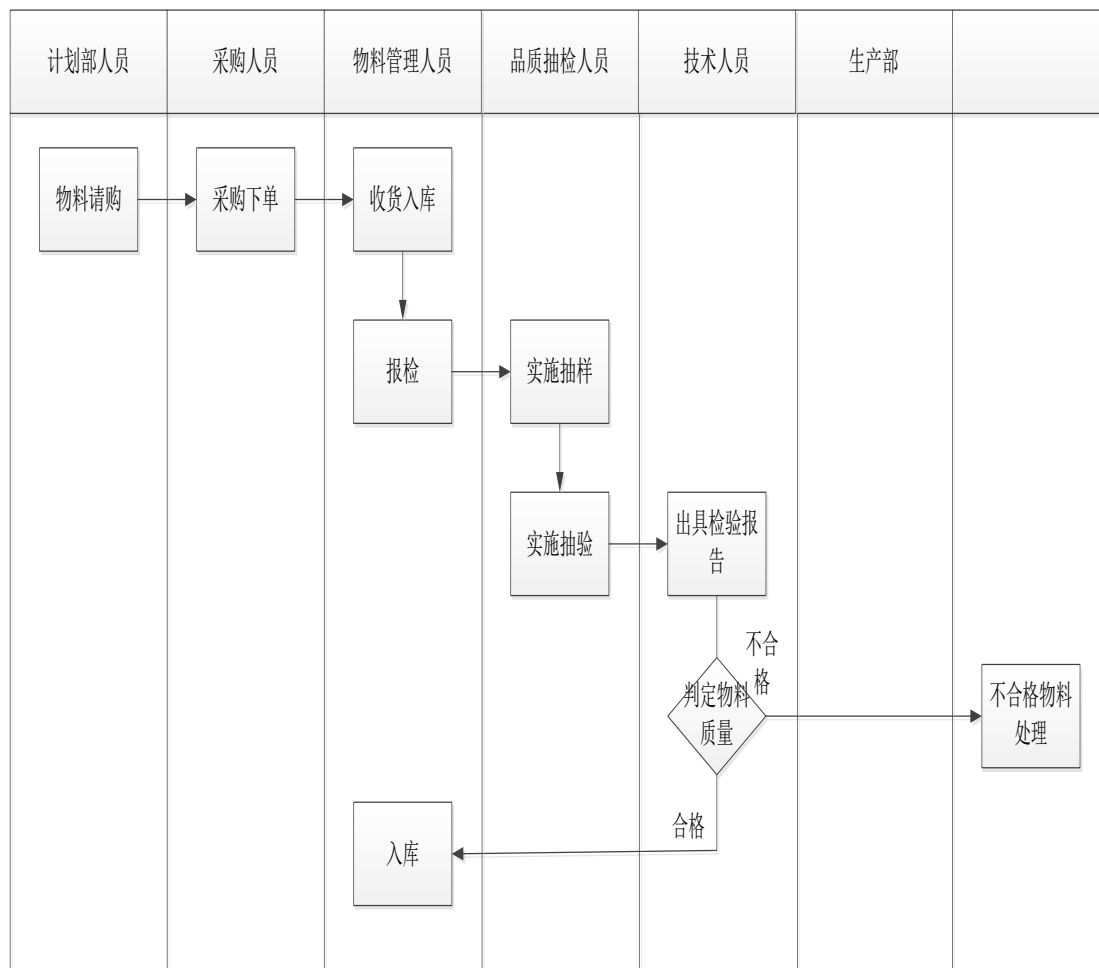 计划部人员
采购人员
物料管理人员
品质抽检人员
技术人员
生产部
物料请购
采购下单
收货入库
报检
实施抽样
实施抽验
出具检验报
告
不合
格
判定物料
质量
不合格物料
处理
合格
入库